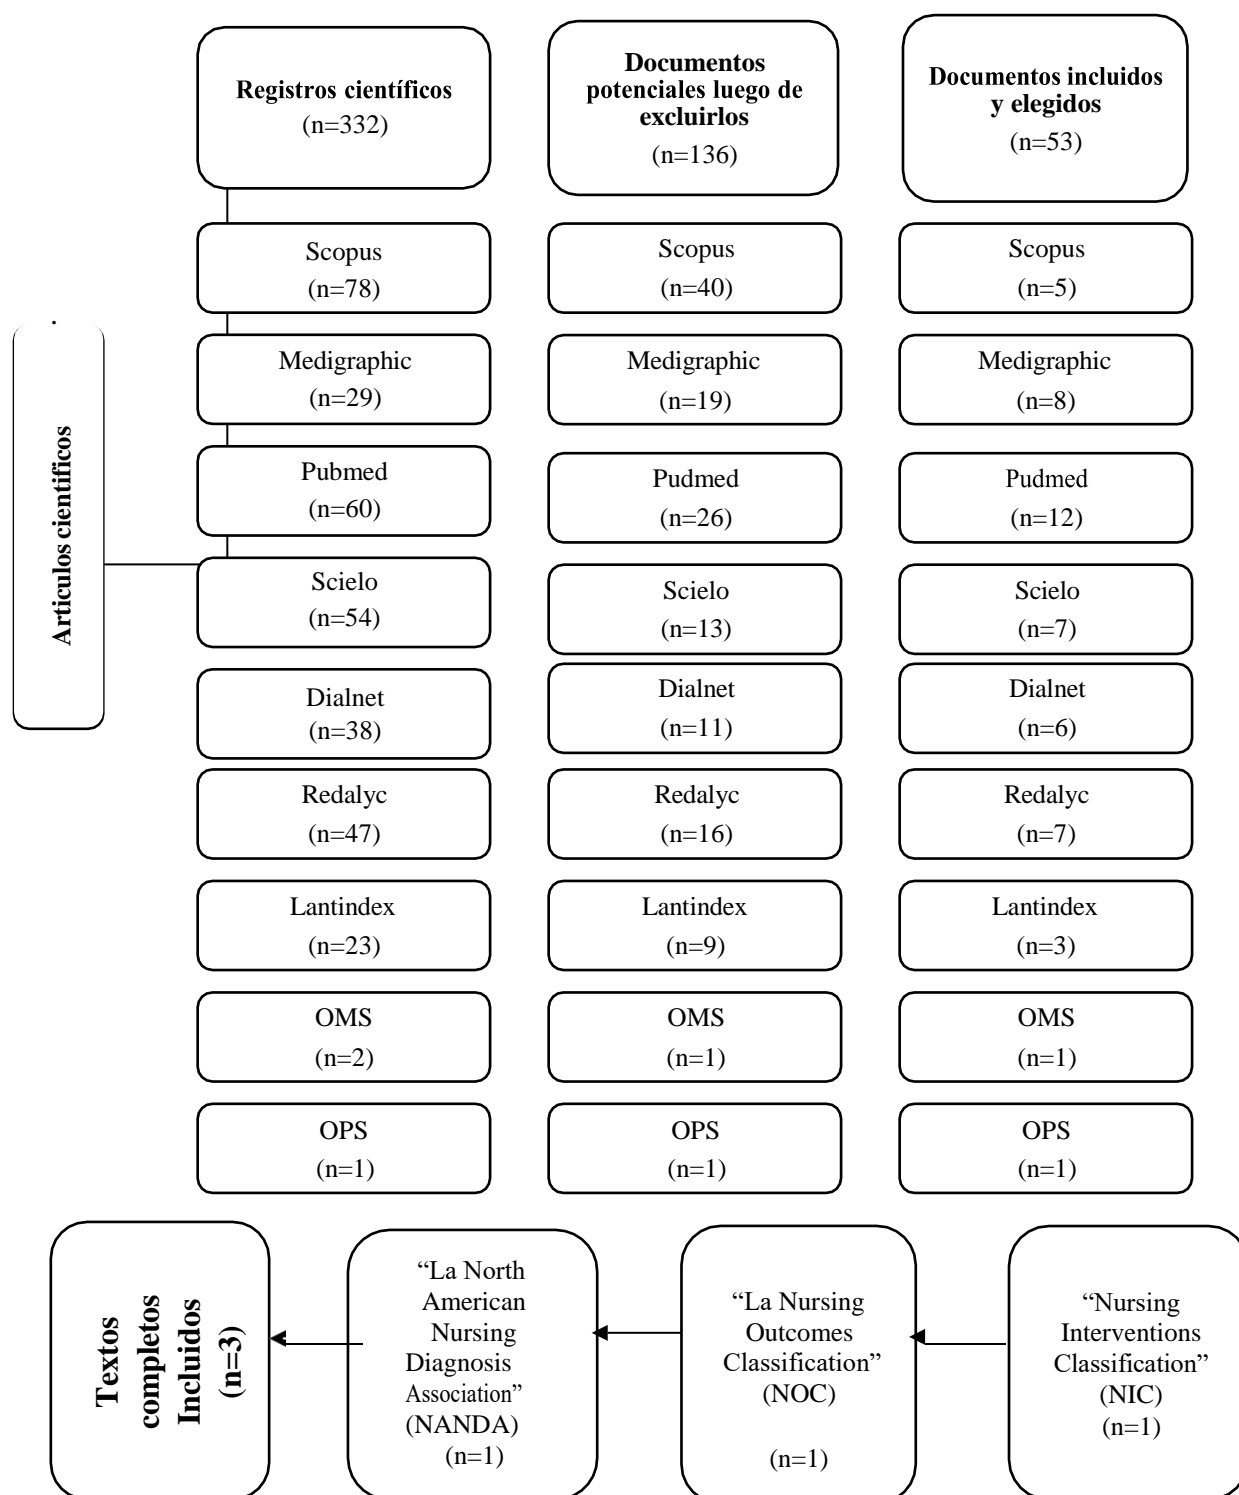 Registros científicos
(n=332)
Documentos
potenciales luego de
excluirlos
(n=136)
Documentos incluidos
y elegidos
(n=53)
Articulos cientificos
Scopus
(n=78)
Scopus
(n=40)
Scopus
(n=5)
Medigraphic
(n=29)
Medigraphic
(n=19)
Medigraphic
(n=8)
Pubmed
(n=60)
Pudmed
(n=26)
Pudmed
(n=12)
Scielo
(n=54)
Scielo
(n=13)
Scielo
(n=7)
Dialnet
(n=38)
Dialnet
(n=11)
Dialnet
(n=6)
Redalyc
(n=47)
Redalyc
(n=16)
Redalyc
(n=7)
Lantindex
(n=23)
Lantindex
(n=9)
Lantindex
(n=3)
OMS
(n=2)
OMS
(n=1)
OMS
(n=1)
OPS
(n=1)
OPS
(n=1)
OPS
(n=1)
Textos
completos
Incluidos
(n=3)
“La North
American
Nursing
Diagnosis
Association”
(NANDA)
(n=1)
“La Nursing
Outcomes
Classification”
(NOC)
(n=1)
“Nursing
Interventions
Classification”
(NIC)
(n=1)